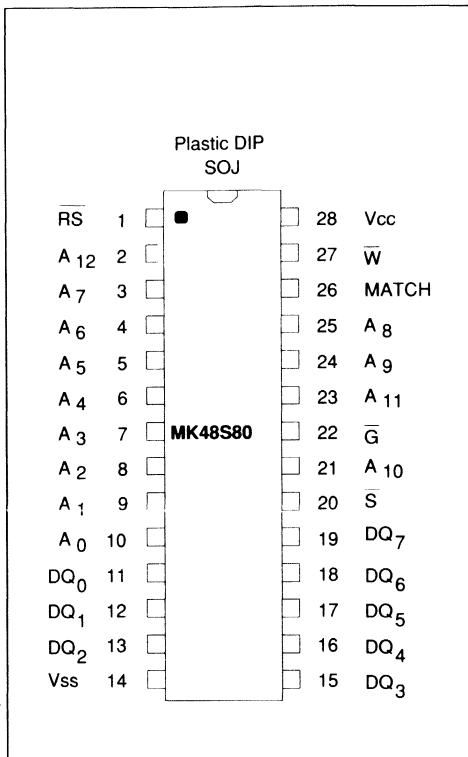 Plastic DIP
SOJ
R̅S̅ 1 28 Vcc
A12 2 27 W̅
A7 3 26 MATCH
A6 4 25 A8
A5 5 24 A9
A4 6 23 A11
A3 7 MK48S80 22 G̅
A2 8 21 A10
A1 9 20 S̅
A0 10 19 DQ7
DQ0 11 18 DQ6
DQ1 12 17 DQ5
DQ2 13 16 DQ4
Vss 14 15 DQ3